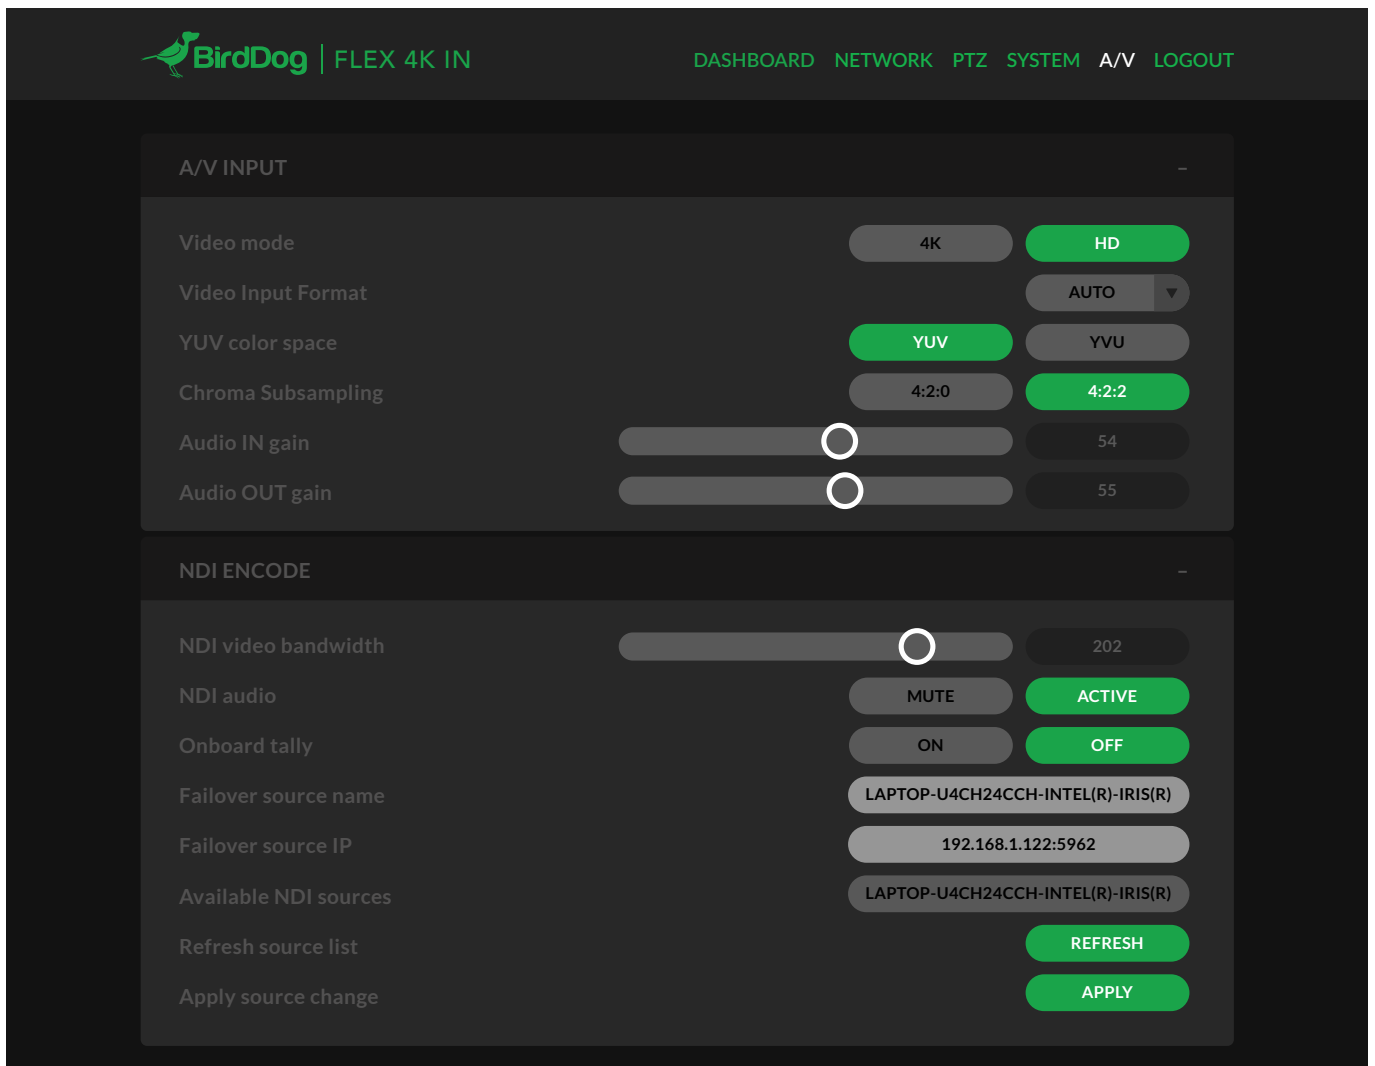 BirdDog | FLEX 4K IN
DASHBOARD NETWORK PTZ SYSTEM A/V LOGOUT
A/V INPUT –
Video mode 4K HD
Video Input Format AUTO ▼
YUV color space YUV YVU
Chroma Subsampling 4:2:0 4:2:2
Audio IN gain 54
Audio OUT gain 55
NDI ENCODE –
NDI video bandwidth 202
NDI audio MUTE ACTIVE
Onboard tally ON OFF
Failover source name LAPTOP-U4CH24CCH-INTEL(R)-IRIS(R)
Failover source IP 192.168.1.122:5962
Available NDI sources LAPTOP-U4CH24CCH-INTEL(R)-IRIS(R)
Refresh source list REFRESH
Apply source change APPLY